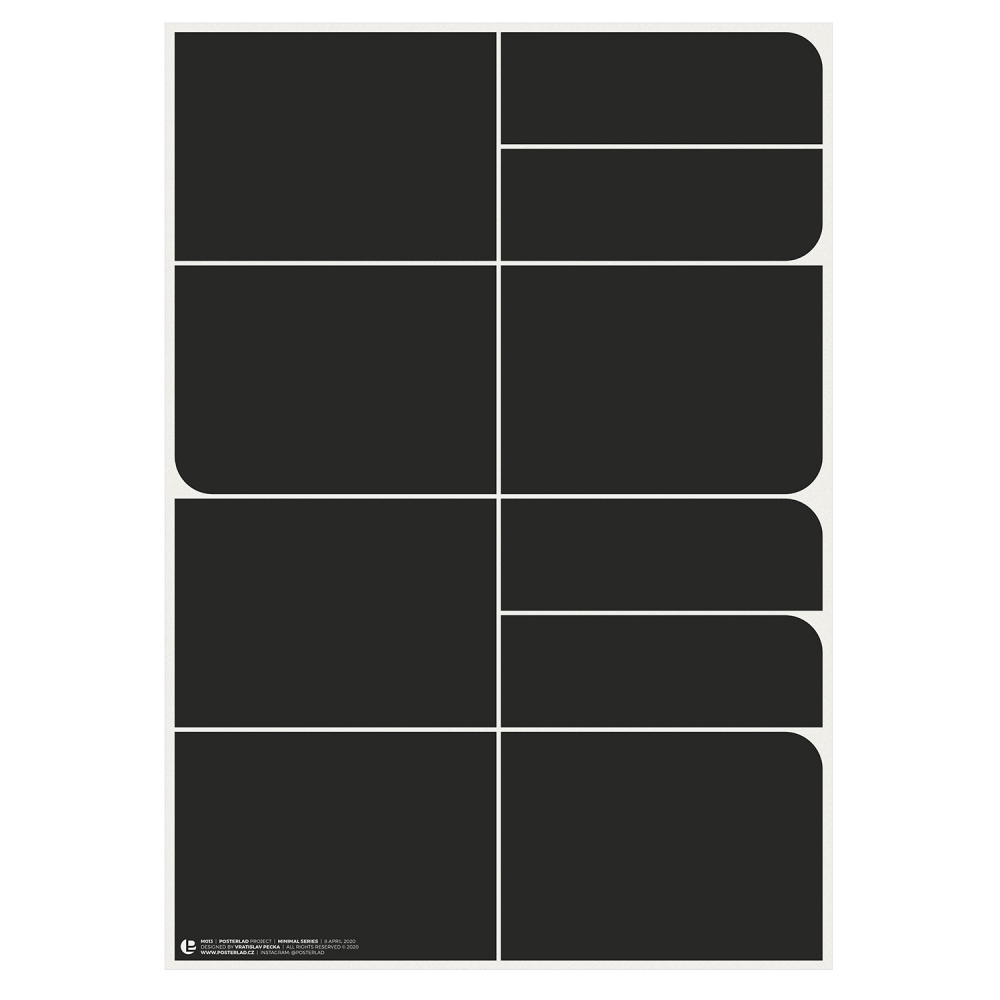 M013 | POSTERLAD PROJECT | MINIMAL SERIES | 8 APRIL 2020
DESIGNED BY VRATISLAV PECKA | ALL RIGHTS RESERVED © 2020
WWW.POSTERLAD.CZ | INSTAGRAM: @POSTERLAD